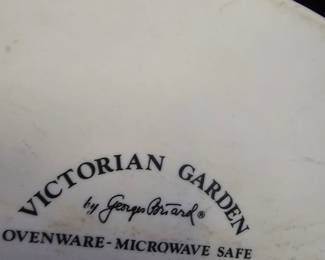 VICTORIAN GARDEN
by Georges Briard®
OVENWARE-MICROWAVE SAFE